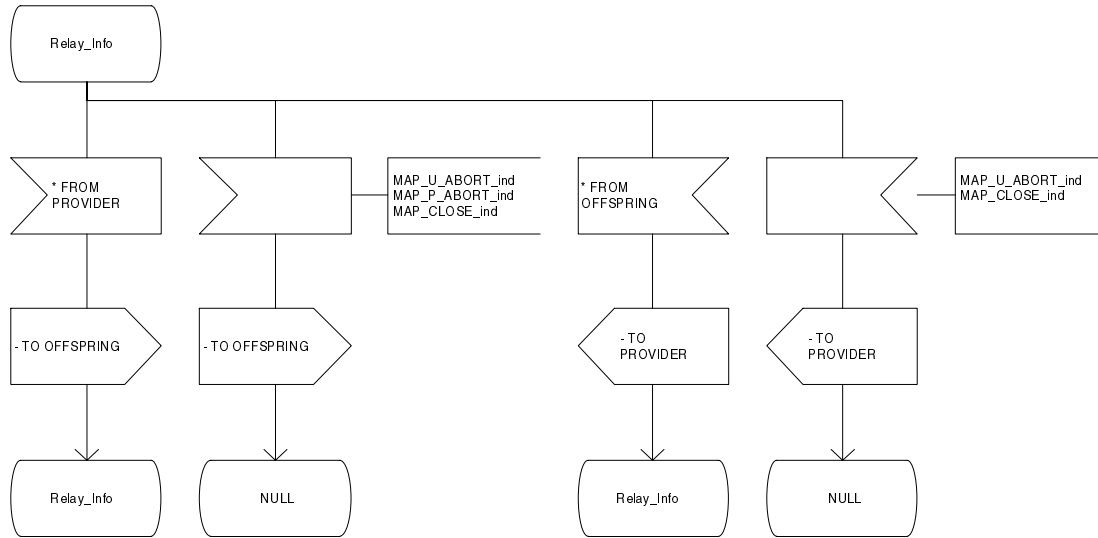 Relay_Info
* FROM
PROVIDER
MAP_U_ABORT_ind
MAP_P_ABORT_ind
MAP_CLOSE_ind
* FROM
OFFSPRING
MAP_U_ABORT_ind
MAP_CLOSE_ind
- TO OFFSPRING
- TO OFFSPRING
- TO
PROVIDER
- TO
PROVIDER
Relay_Info
NULL
Relay_Info
NULL